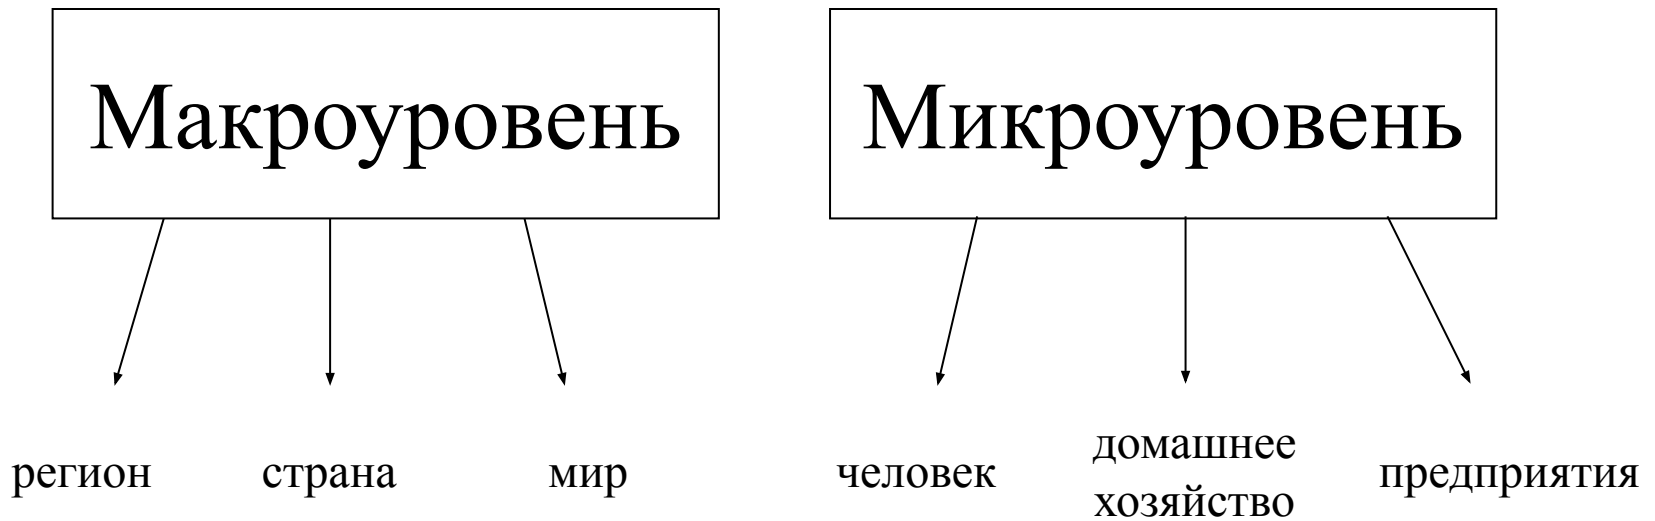 Макроуровень
Микроуровень
регион
страна
мир
человек
домашнее
хозяйство
предприятия